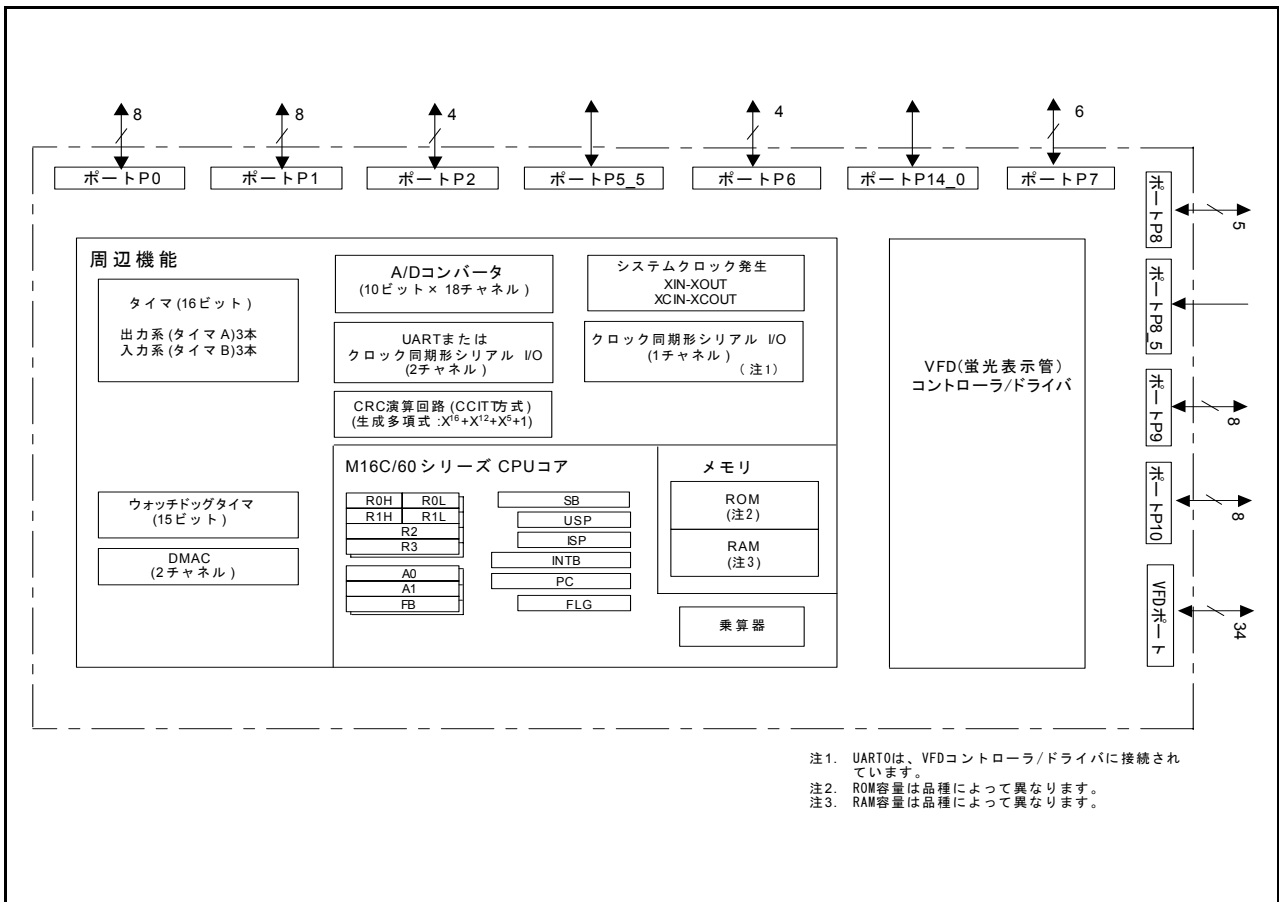 8
8
4
4
6
ポートP0
ポートP1
ポートP2
ポートP5_5
ポートP6
ポートP14_0
ポートP7
ポートP8
5
ポートP8_5
ポートP9
8
ポートP10
8
VFDポート
34
周辺機能
タイマ(16ビット)
出力系(タイマA)3本
入力系(タイマB)3本
ウォッチドッグタイマ
(15ビット)
DMAC
(2チャネル)
A/Dコンバータ
(10ビット×18チャネル)
UARTまたは
クロック同期形シリアル I/O
(2チャネル)
CRC演算回路(CCITT方式)
(生成多項式:X¹⁶+X¹²+X⁵+1)
システムクロック発生
XIN-XOUT
XCIN-XCOUT
クロック同期形シリアル I/O
(1チャネル)
(注1)
M16C/60シリーズ CPUコア
R0H R0L
R1H R1L
R2
R3
A0
A1
FB
SB
USP
ISP
INTB
PC
FLG
メモリ
ROM
(注2)
RAM
(注3)
乗算器
VFD(蛍光表示管)
コントローラ/ドライバ
注1. UART0は、VFDコントローラ/ドライバに接続され
ています。
注2. ROM容量は品種によって異なります。
注3. RAM容量は品種によって異なります。